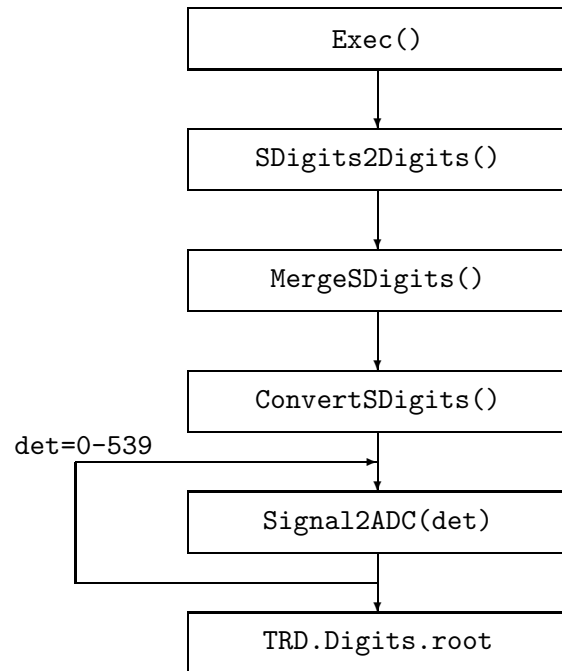 Exec()
SDigits2Digits()
MergeSDigits()
ConvertSDigits()
det=0-539
Signal2ADC(det)
TRD.Digits.root